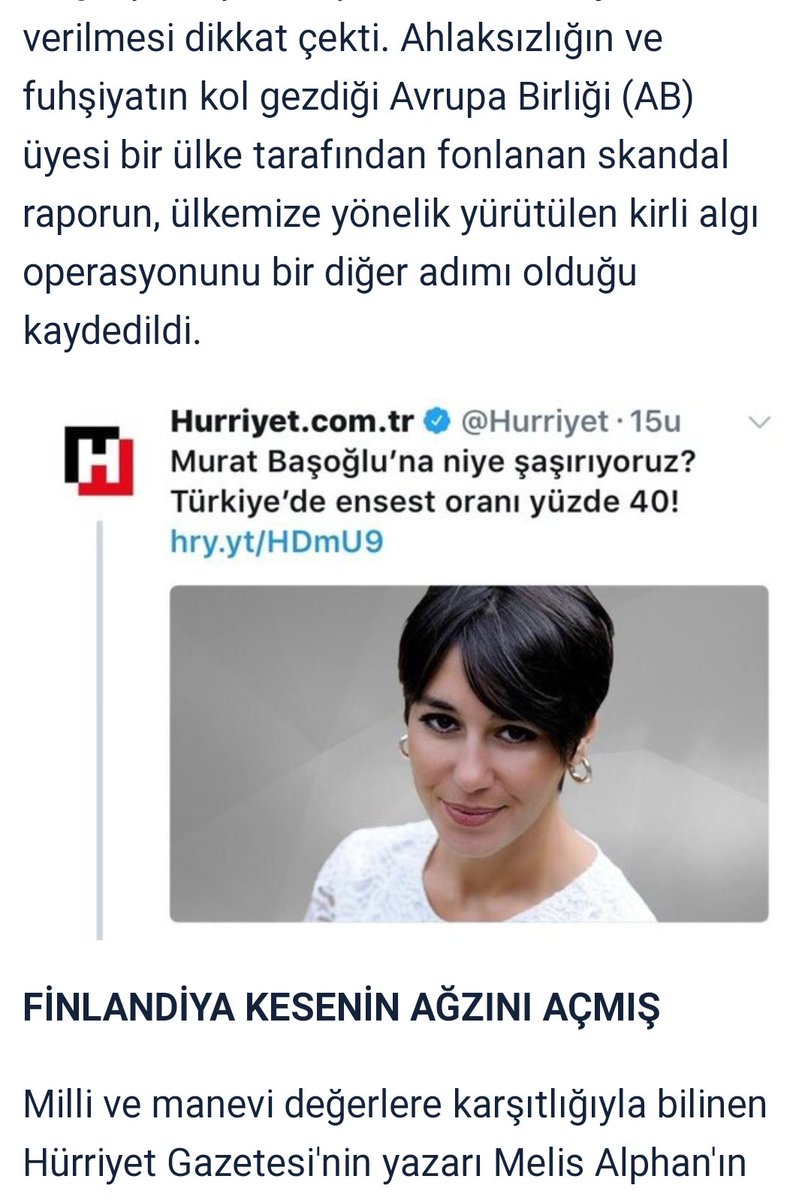 verilmesi dikkat çekti. Ahlaksızlığın ve
fuhşiyatın kol gezdiği Avrupa Birliği (AB)
üyesi bir ülke tarafından fonlanan skandal
raporun, ülkemize yönelik yürütülen kirli algı
operasyonunu bir diğer adımı olduğu
kaydedildi.
H
Hurriyet.com.tr @Hurriyet · 15u
Murat Başoğlu’na niye şaşırıyoruz?
Türkiye’de ensest oranı yüzde 40!
hry.yt/HDmU9
FİNLANDİYA KESENİN AĞZINI AÇMIŞ
Milli ve manevi değerlere karşıtlığıyla bilinen
Hürriyet Gazetesi'nin yazarı Melis Alphan'ın